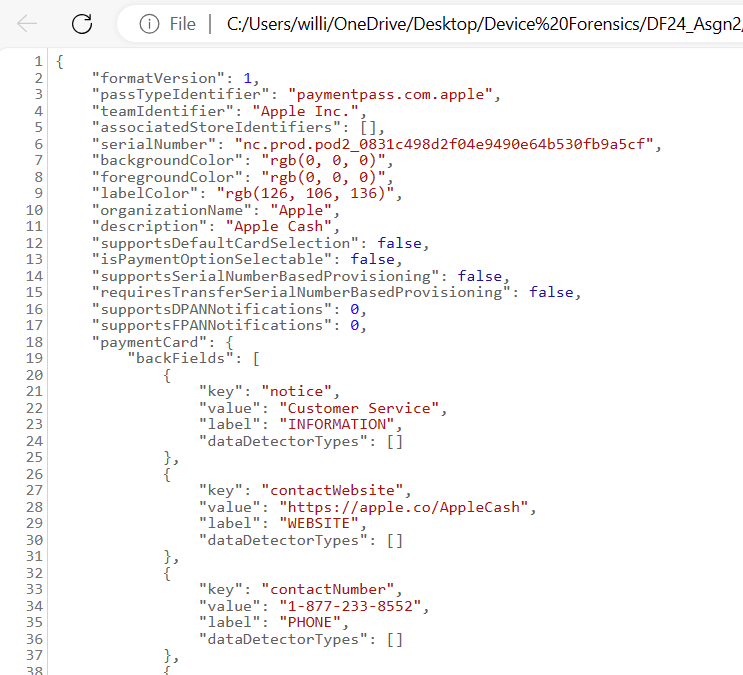 File | C:/Users/willi/OneDrive/Desktop/Device%20Forensics/DF24_Asgn2/
1 {
2     "formatVersion": 1,
3     "passTypeIdentifier": "paymentpass.com.apple",
4     "teamIdentifier": "Apple Inc.",
5     "associatedStoreIdentifiers": [],
6     "serialNumber": "nc.prod.pod2_0831c498d2f04e9490e64b530fb9a5cf",
7     "backgroundColor": "rgb(0, 0, 0)",
8     "foregroundColor": "rgb(0, 0, 0)",
9     "labelColor": "rgb(126, 106, 136)",
10     "organizationName": "Apple",
11     "description": "Apple Cash",
12     "supportsDefaultCardSelection": false,
13     "isPaymentOptionSelectable": false,
14     "supportsSerialNumberBasedProvisioning": false,
15     "requiresTransferSerialNumberBasedProvisioning": false,
16     "supportsDPANNotifications": 0,
17     "supportsFPANNotifications": 0,
18     "paymentCard": {
19         "backFields": [
20             {
21                 "key": "notice",
22                 "value": "Customer Service",
23                 "label": "INFORMATION",
24                 "dataDetectorTypes": []
25             },
26             {
27                 "key": "contactWebsite",
28                 "value": "https://apple.co/AppleCash",
29                 "label": "WEBSITE",
30                 "dataDetectorTypes": []
31             },
32             {
33                 "key": "contactNumber",
34                 "value": "1-877-233-8552",
35                 "label": "PHONE",
36                 "dataDetectorTypes": []
37             },
38             {